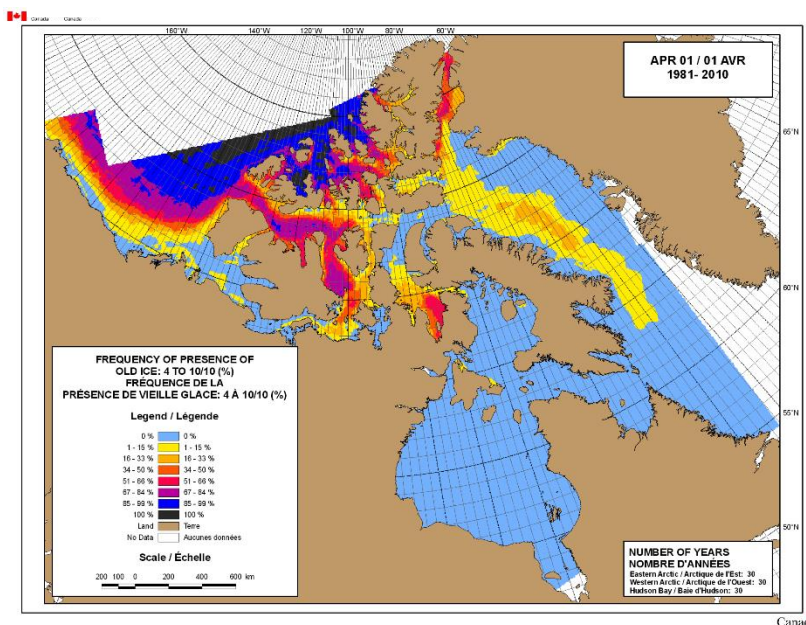 Canada Canada
160°W 140°W 120°W 100°W 90°W 80°W 60°W
APR 01 / 01 AVR
1981- 2010
65°N
60°N
55°N
50°N
FREQUENCY OF PRESENCE OF
OLD ICE: 4 TO 10/10 (%)
FRÉQUENCE DE LA
PRÉSENCE DE VIEILLE GLACE: 4 À 10/10 (%)
Legend / Légende
0 % 0 %
1 - 15 % 1 - 15 %
16 - 33 % 16 - 33 %
34 - 50 % 34 - 50 %
51 - 66 % 51 - 66 %
67 - 84 % 67 - 84 %
85 - 99 % 85 - 99 %
100 % 100 %
Land Terre
No Data Aucunes données
Scale / Échelle
200 100 0 200 400 600 km
NUMBER OF YEARS
NOMBRE D'ANNÉES
Eastern Arctic / Arctique de l'Est: 30
Western Arctic / Arctique de l'Ouest: 30
Hudson Bay / Baie d'Hudson: 30
Cana